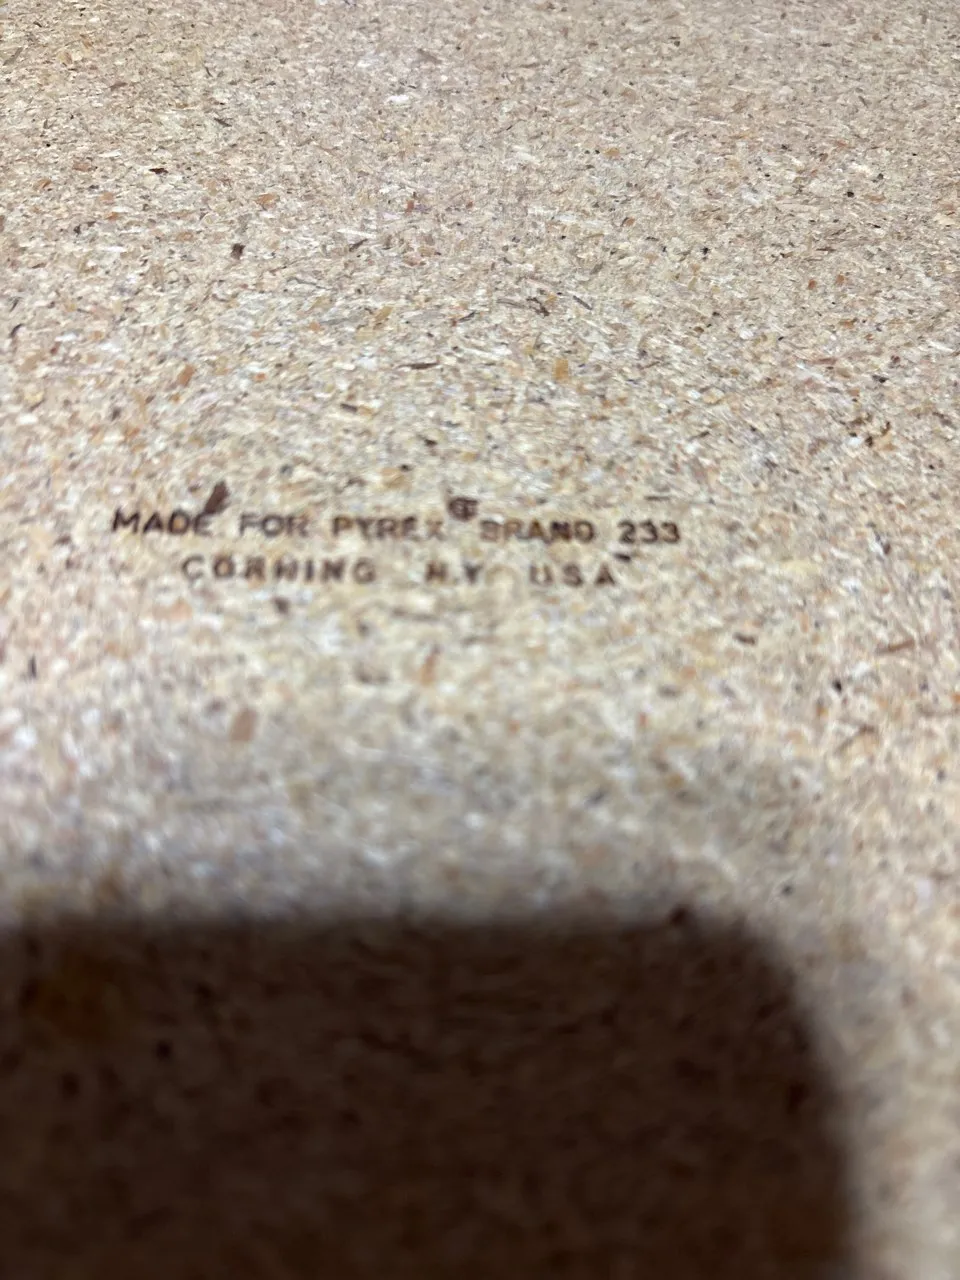 MADE FOR PYREX BRAND 233
CORNING N.Y USA